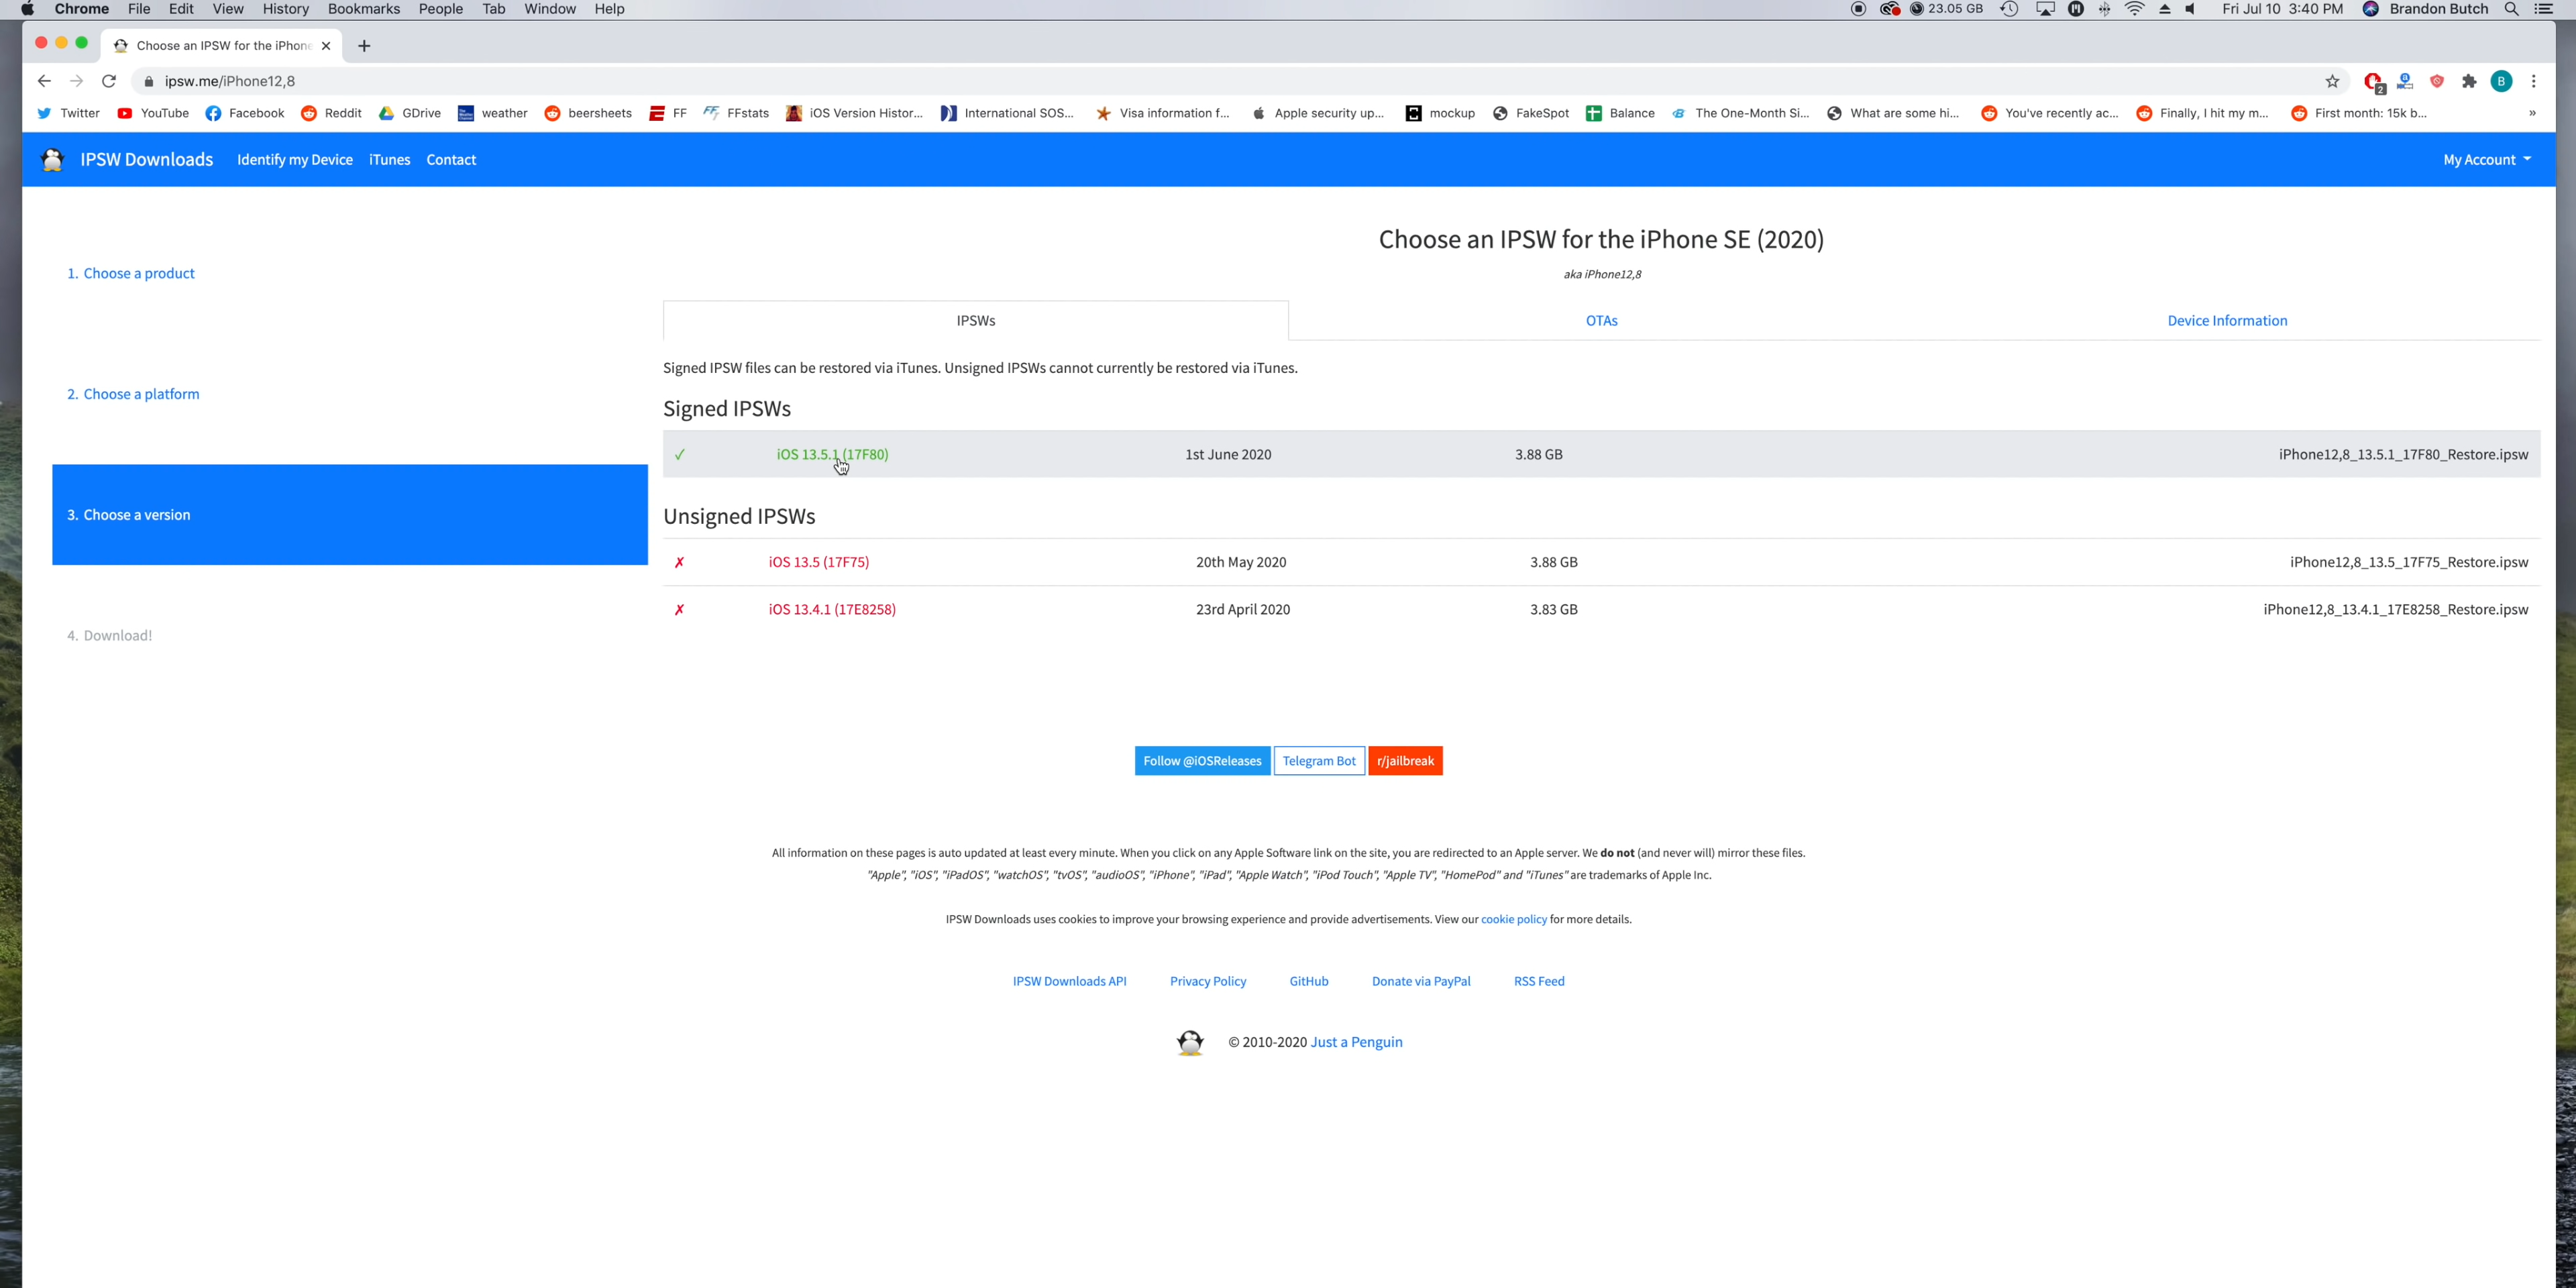 Chrome File Edit View History Bookmarks People Tab Window Help 23.05 GB Fri Jul 10 3:40 PM Brandon Butch
Choose an IPSW for the iPhone
ipsw.me/iPhone12,8 2 B
Twitter YouTube Facebook Reddit GDrive weather beersheets FF FFstats iOS Version Histor... International SOS... Visa information f... Apple security up... mockup FakeSpot Balance The One-Month Si... What are some hi... You've recently ac... Finally, I hit my m... First month: 15k b... »
IPSW Downloads Identify my Device iTunes Contact My Account
Choose an IPSW for the iPhone SE (2020)
aka iPhone12,8
1. Choose a product
2. Choose a platform
3. Choose a version
4. Download!
IPSWs OTAs Device Information
Signed IPSW files can be restored via iTunes. Unsigned IPSWs cannot currently be restored via iTunes.
Signed IPSWs
✓ iOS 13.5.1 (17F80) 1st June 2020 3.88 GB iPhone12,8_13.5.1_17F80_Restore.ipsw
Unsigned IPSWs
✗ iOS 13.5 (17F75) 20th May 2020 3.88 GB iPhone12,8_13.5_17F75_Restore.ipsw
✗ iOS 13.4.1 (17E8258) 23rd April 2020 3.83 GB iPhone12,8_13.4.1_17E8258_Restore.ipsw
Follow @iOSReleases Telegram Bot r/jailbreak
All information on these pages is auto updated at least every minute. When you click on any Apple Software link on the site, you are redirected to an Apple server. We do not (and never will) mirror these files.
"Apple", "iOS", "iPadOS", "watchOS", "tvOS", "audioOS", "iPhone", "iPad", "Apple Watch", "iPod Touch", "Apple TV", "HomePod" and "iTunes" are trademarks of Apple Inc.
IPSW Downloads uses cookies to improve your browsing experience and provide advertisements. View our cookie policy for more details.
IPSW Downloads API Privacy Policy GitHub Donate via PayPal RSS Feed
© 2010-2020 Just a Penguin